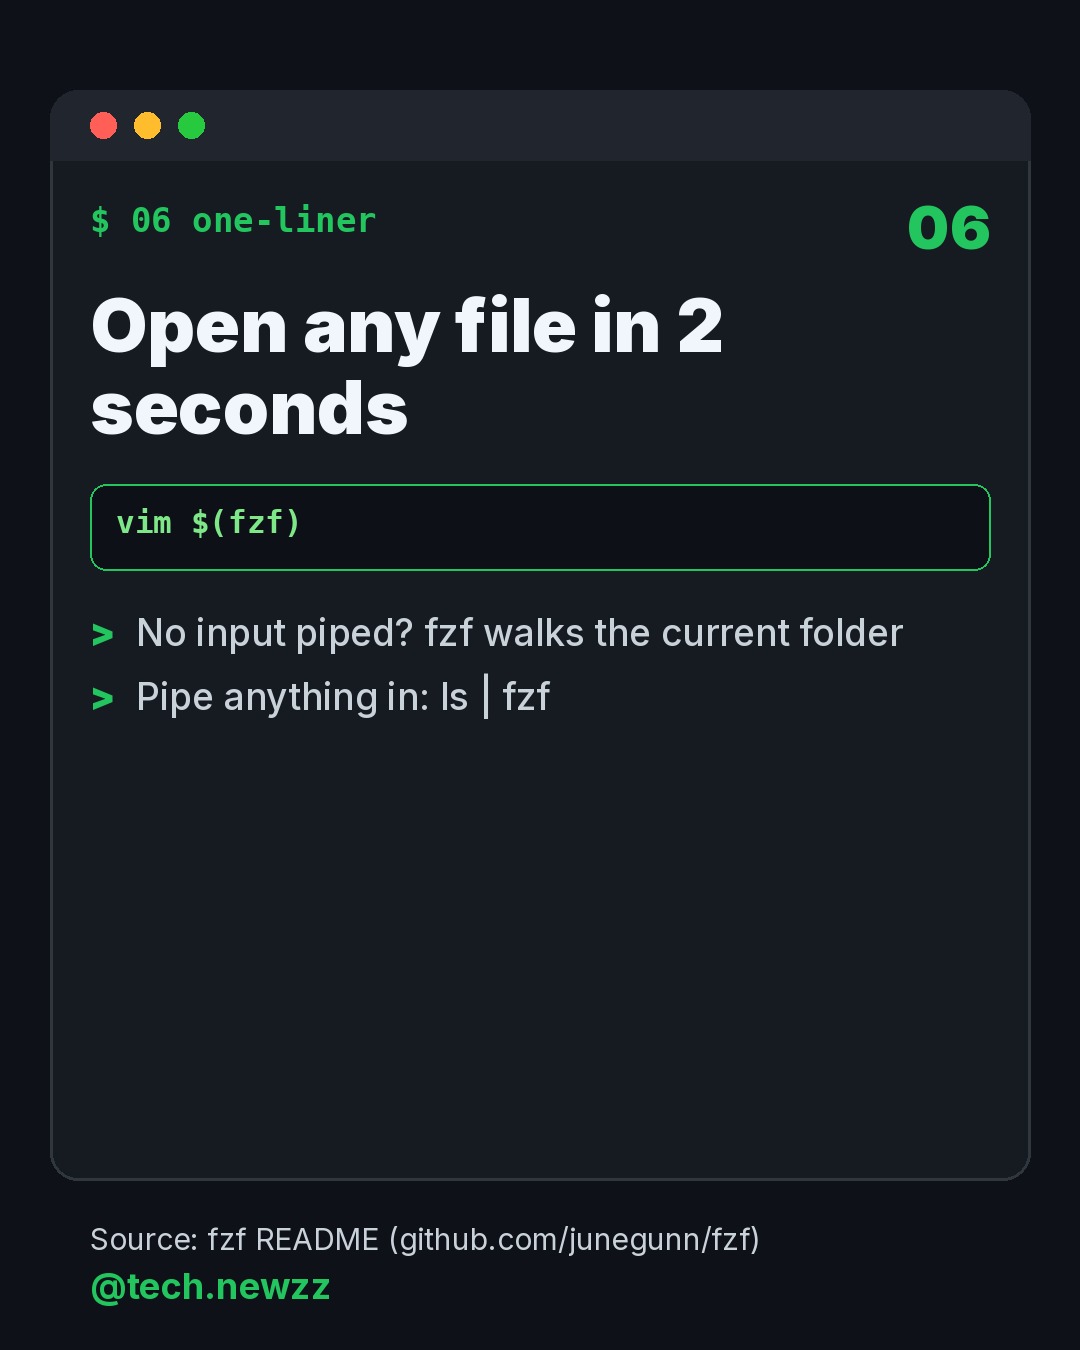 $ 06 one-liner
06
Open any file in 2
seconds
vim $(fzf)
> No input piped? fzf walks the current folder
> Pipe anything in: ls | fzf
Source: fzf README (github.com/junegunn/fzf)
@tech.newzz